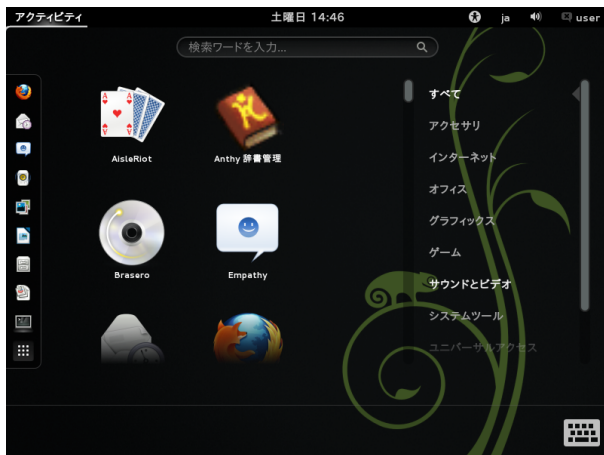 アクティビティ 土曜日 14:46 ja user
検索ワードを入力...
すべて
アクセサリ
インターネット
オフィス
グラフィックス
ゲーム
サウンドとビデオ
システムツール
ユニバーサルアクセス
AisleRiot Anthy 辞書管理
Brasero Empathy